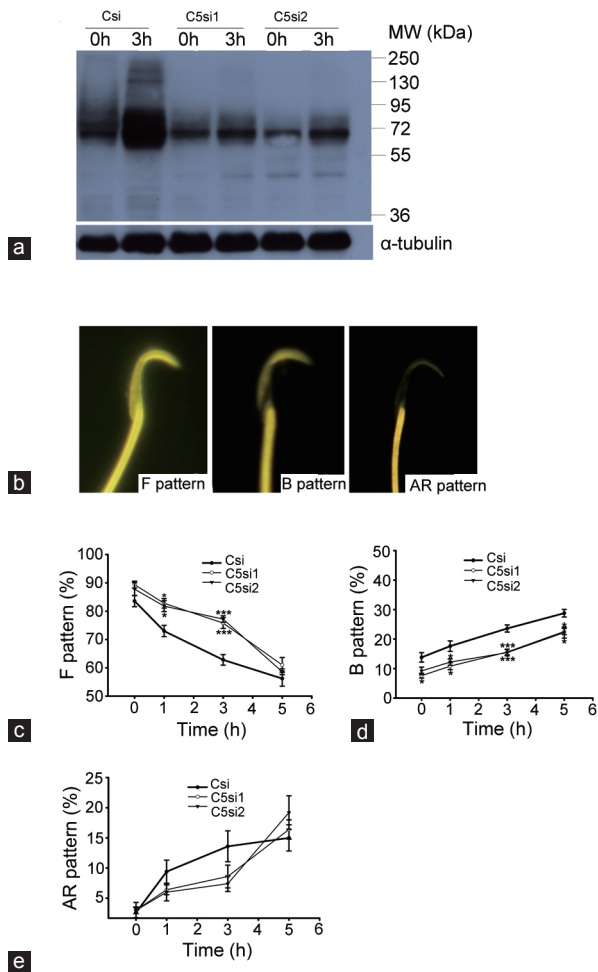 Csi C5si1 C5si2
0h 3h 0h 3h 0h 3h MW (kDa)
250
130
95
72
55
36
α-tubulin
a
F pattern B pattern AR pattern
b
100
90
80
70
60
50
F pattern (%)
Csi
C5si1
C5si2
*
*
***
***
0 1 2 3 4 5 6
Time (h)
c
50
40
30
20
10
0
B pattern (%)
Csi
C5si1
C5si2
*
*
*
***
***
*
*
0 1 2 3 4 5 6
Time (h)
d
25
20
15
10
5
AR pattern (%)
Csi
C5si1
C5si2
0 1 2 3 4 5 6
Time (h)
e